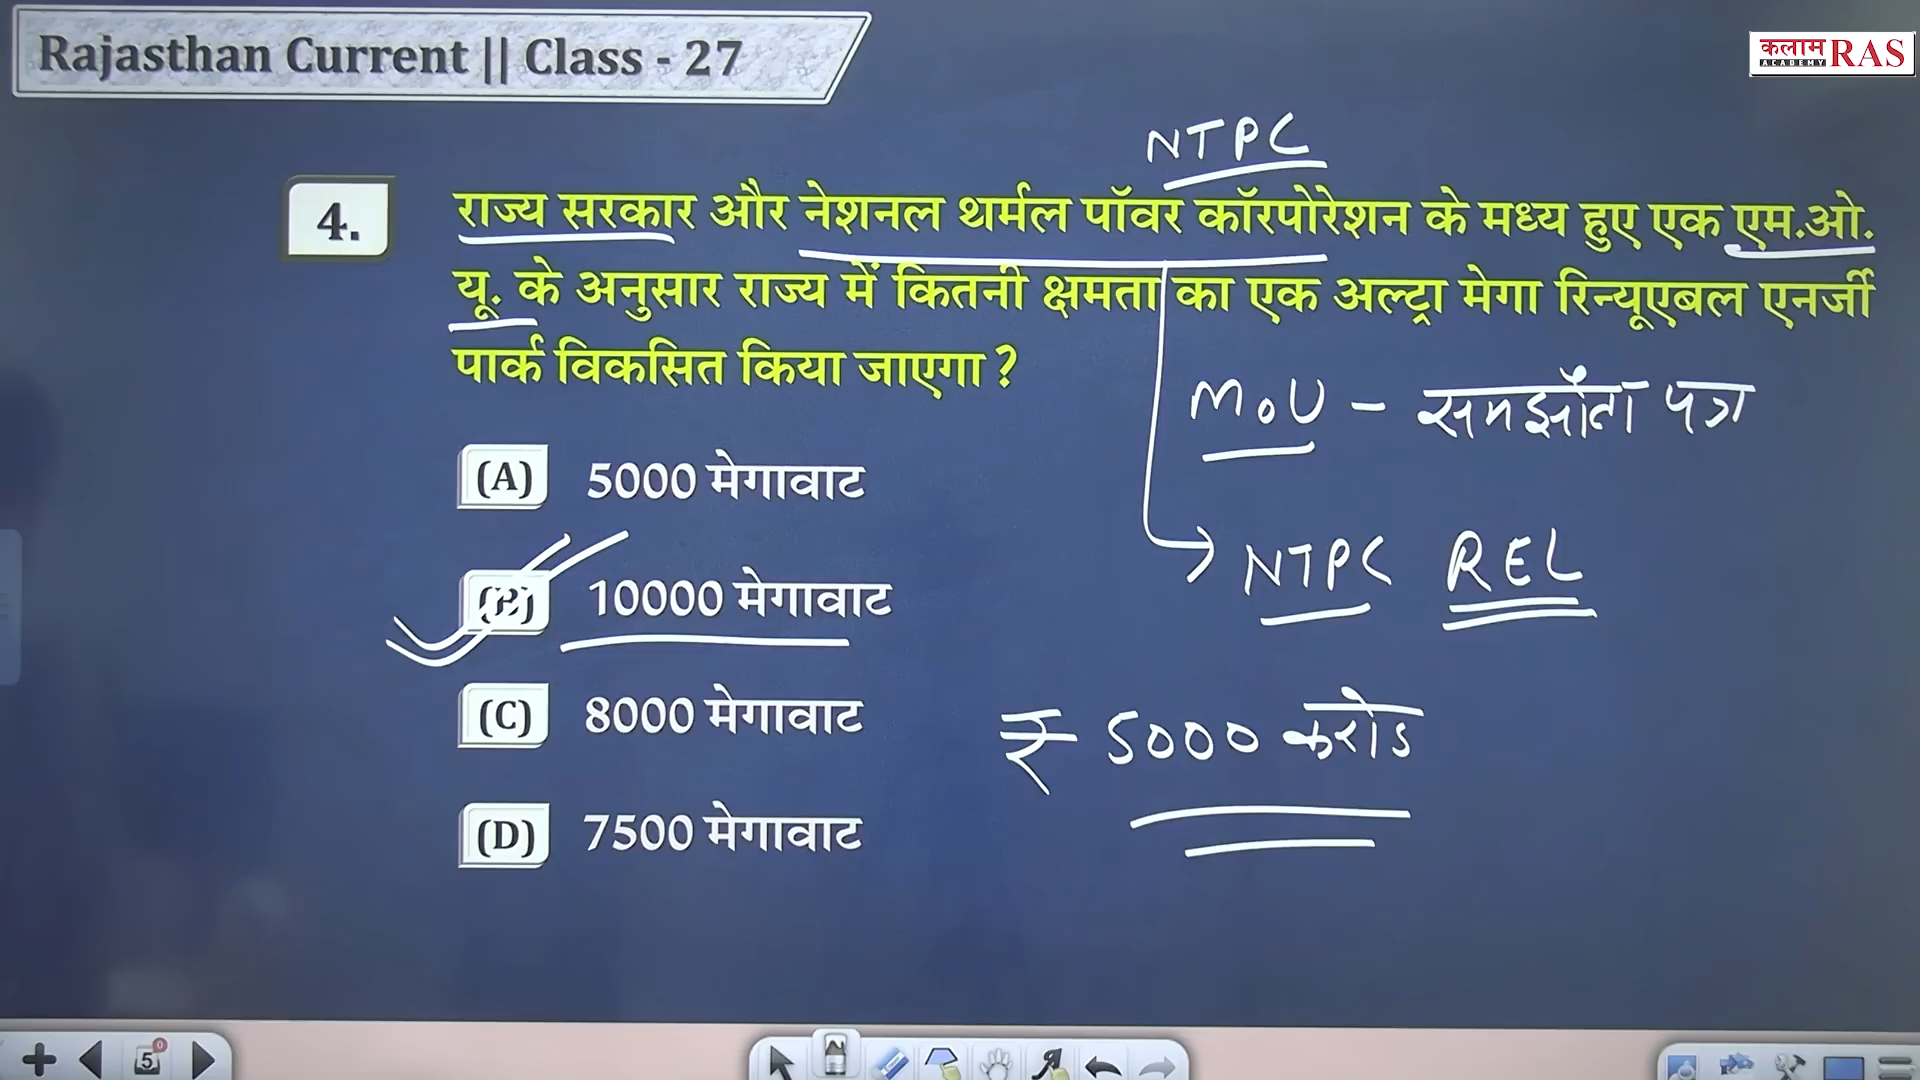 Rajasthan Current || Class - 27
कलाम RAS
ACADEMY
NTPC
4.
राज्य सरकार और नेशनल थर्मल पॉवर कॉरपोरेशन के मध्य हुए एक एम.ओ.
यू. के अनुसार राज्य में कितनी क्षमता का एक अल्ट्रा मेगा रिन्यूएबल एनर्जी
पार्क विकसित किया जाएगा ?
MoU - समझौता पत्र
(A) 5000 मेगावाट
NTPC REL
(B) 10000 मेगावाट
(C) 8000 मेगावाट
₹ 5000 करोड
(D) 7500 मेगावाट
5
0